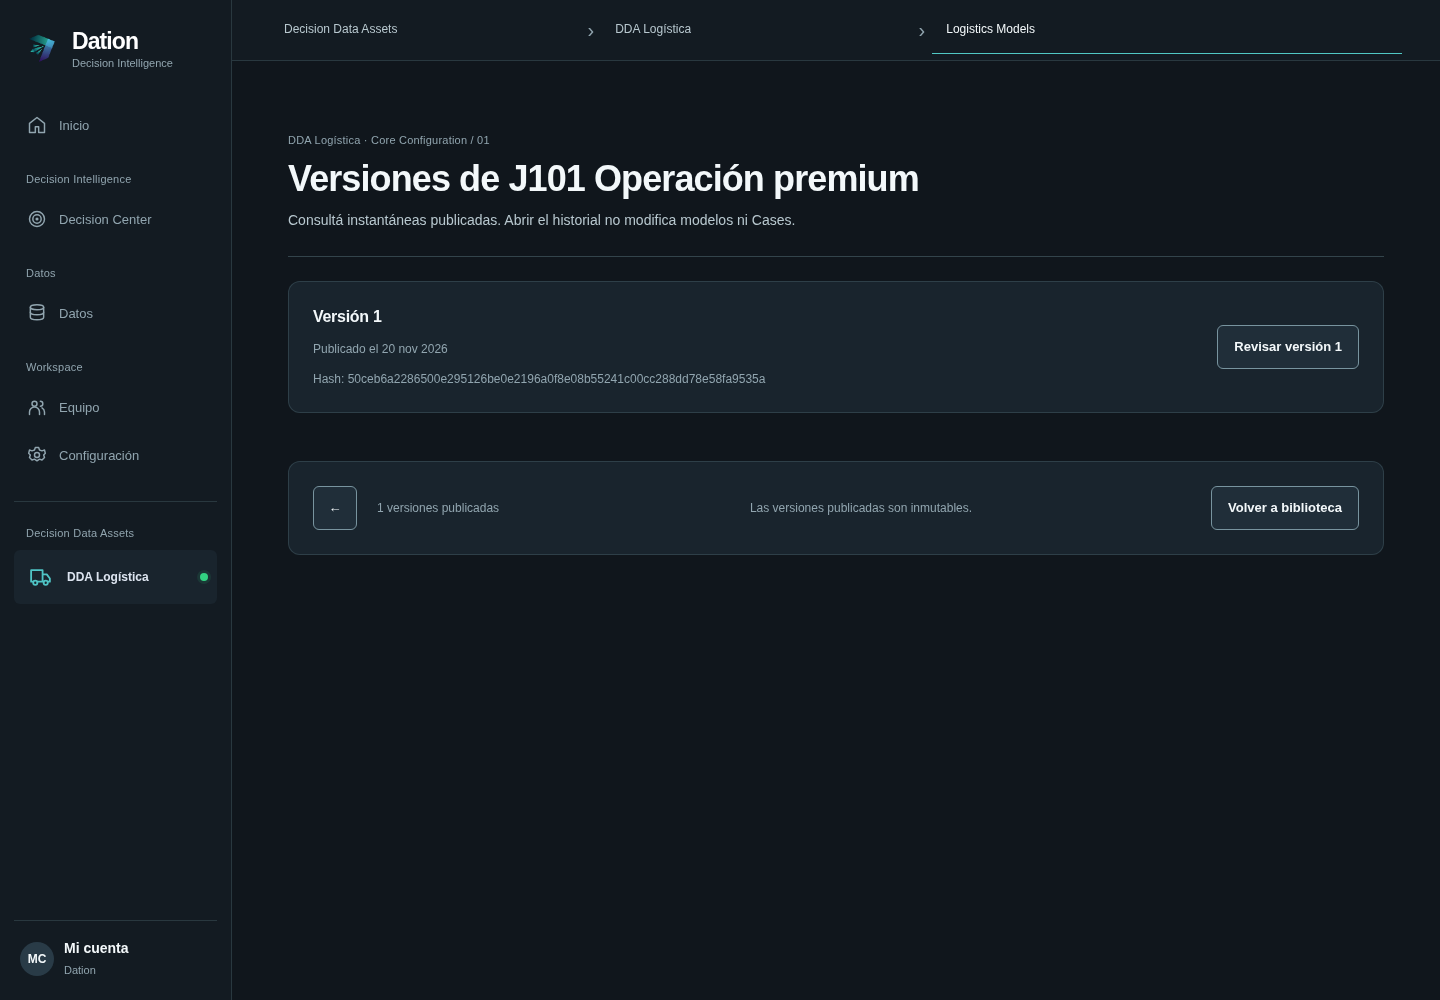 Dation
Decision Intelligence
Inicio
Decision Intelligence
Decision Center
Datos
Datos
Workspace
Equipo
Configuración
Decision Data Assets
DDA Logística
MC
Mi cuenta
Dation
Decision Data Assets › DDA Logística › Logistics Models
DDA Logística · Core Configuration / 01
Versiones de J101 Operación premium
Consultá instantáneas publicadas. Abrir el historial no modifica modelos ni Cases.
Versión 1
Publicado el 20 nov 2026
Hash: 50ceb6a2286500e295126be0e2196a0f8e08b55241c00cc288dd78e58fa9535a
Revisar versión 1
← 1 versiones publicadas
Las versiones publicadas son inmutables.
Volver a biblioteca